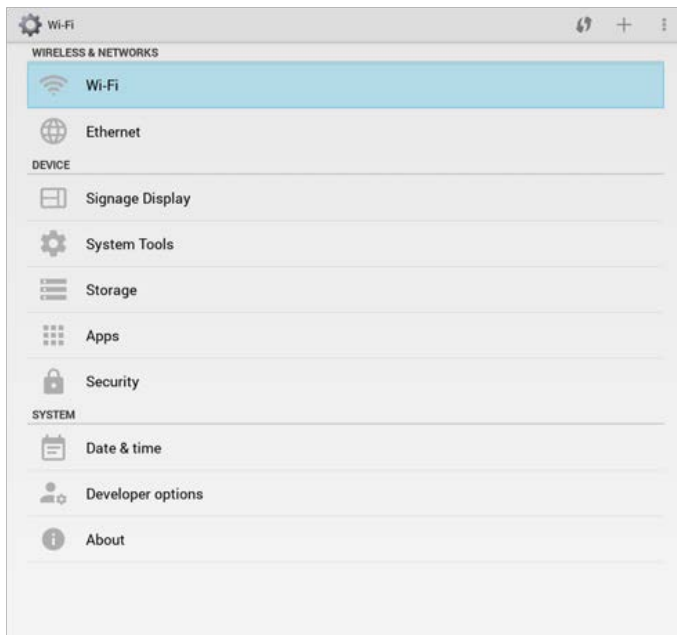 Wi-Fi
WIRELESS & NETWORKS
Wi-Fi
Ethernet
DEVICE
Signage Display
System Tools
Storage
Apps
Security
SYSTEM
Date & time
Developer options
About